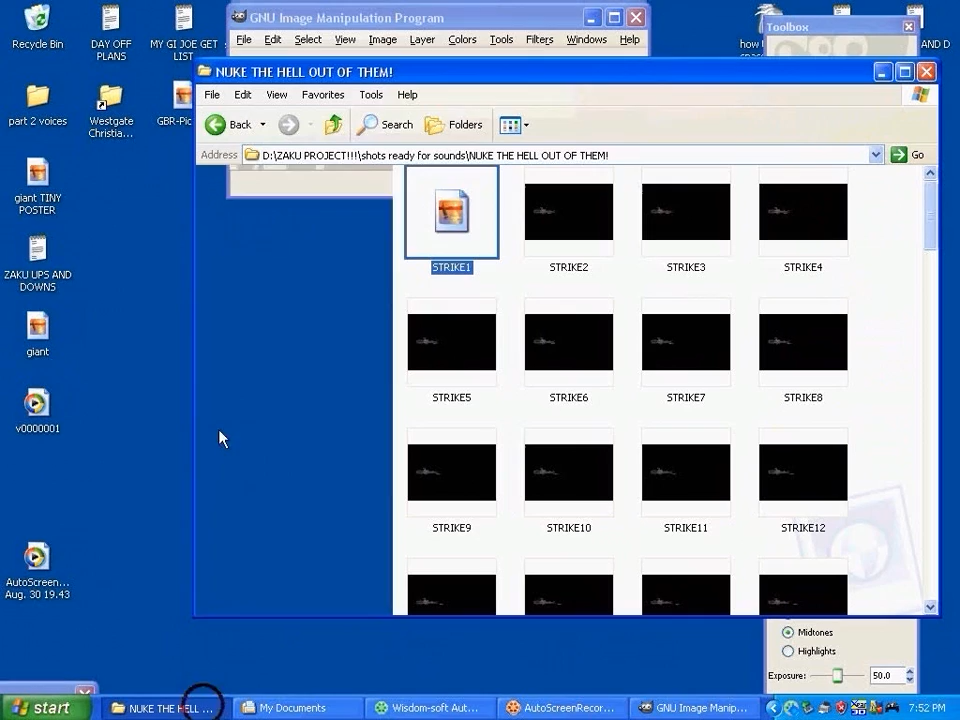 Recycle Bin
DAY OFF
PLANS
MY GI JOE GET
LIST
part 2 voices
Westgate
Christia...
GBR-Pic
giant TINY
POSTER
ZAKU UPS AND
DOWNS
giant
v0000001
AutoScreen...
Aug. 30 19.43
GNU Image Manipulation Program
File Edit Select View Image Layer Colors Tools Filters Windows Help
how
AND D
Toolbox
NUKE THE HELL OUT OF THEM!
File Edit View Favorites Tools Help
Back Search Folders
Address D:\ZAKU PROJECT!!!\shots ready for sounds\NUKE THE HELL OUT OF THEM! Go
STRIKE1 STRIKE2 STRIKE3 STRIKE4
STRIKE5 STRIKE6 STRIKE7 STRIKE8
STRIKE9 STRIKE10 STRIKE11 STRIKE12
Midtones
Highlights
Exposure: 50.0
start NUKE THE HELL ... My Documents Wisdom-soft Aut... AutoScreenRecor... GNU Image Manip... 7:52 PM